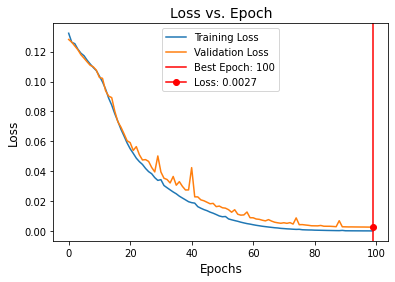 Loss vs. Epoch
Training Loss
Validation Loss
Best Epoch: 100
Loss: 0.0027
Loss
0.12
0.10
0.08
0.06
0.04
0.02
0.00
0
20
40
60
80
100
Epochs